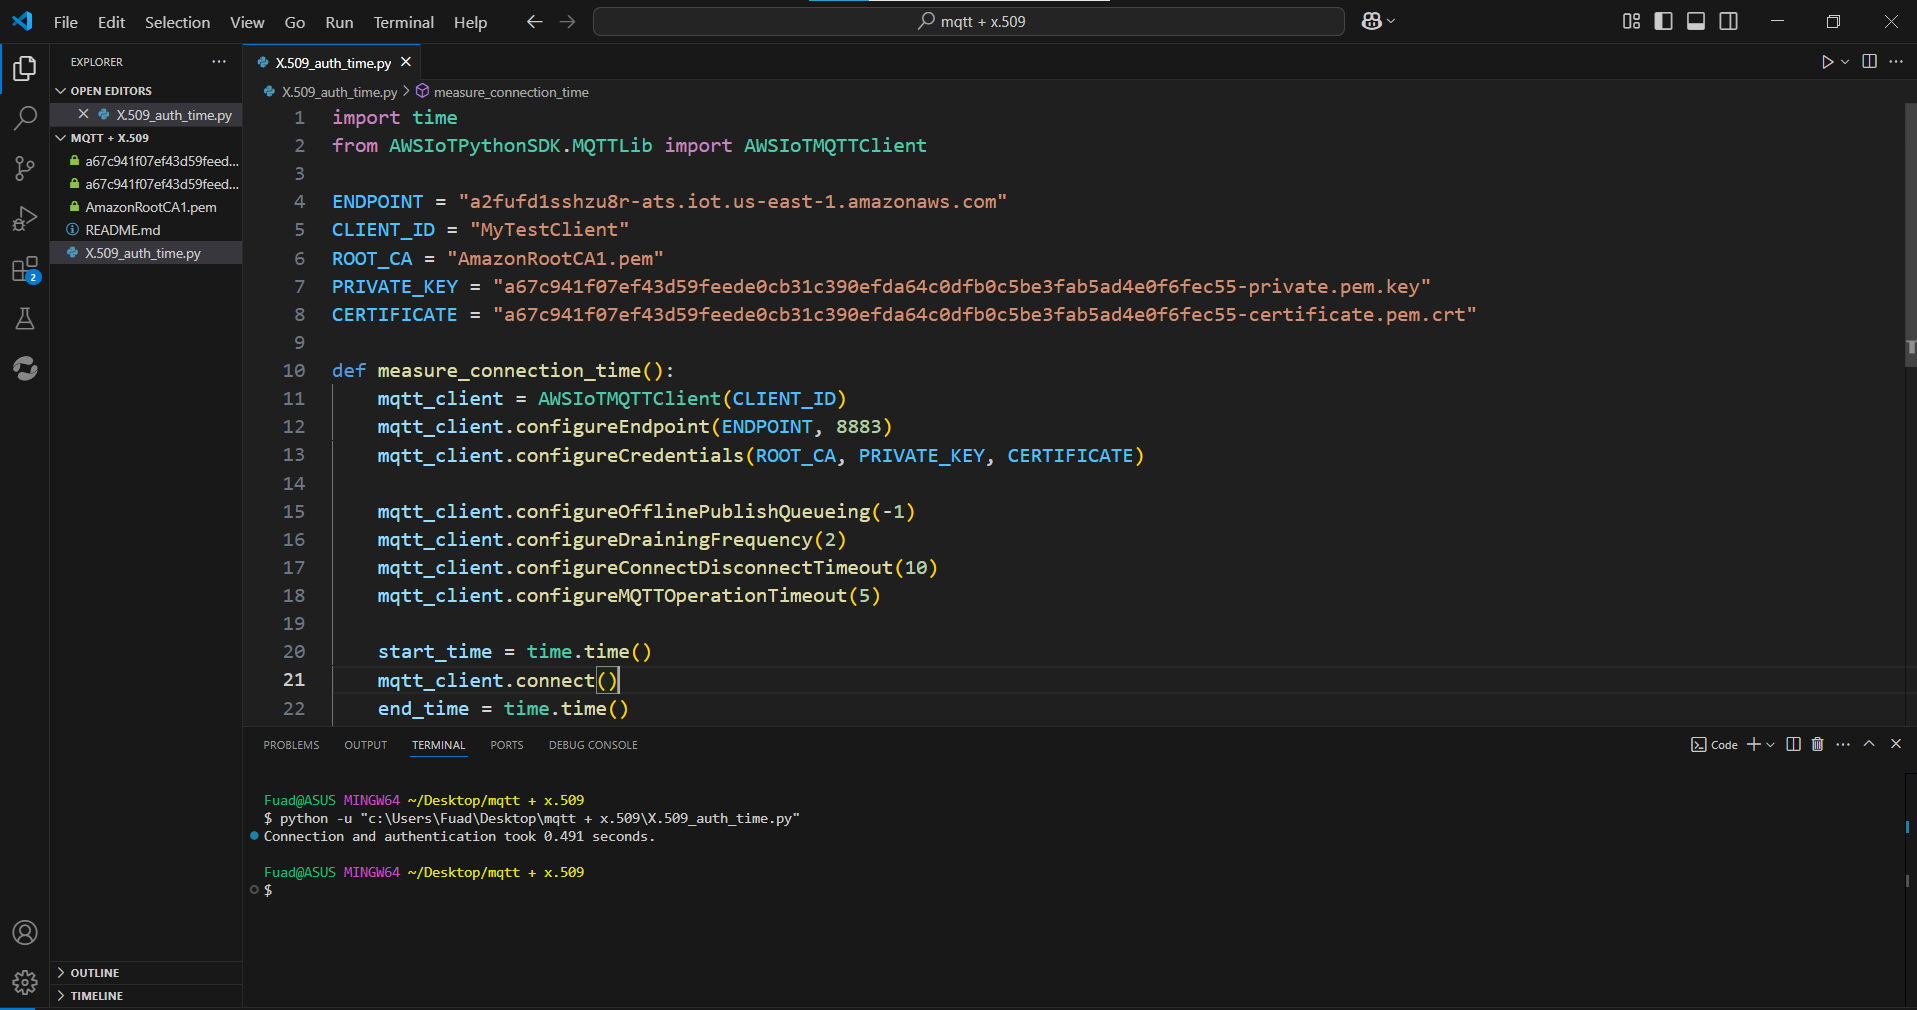 File Edit Selection View Go Run Terminal Help
mqtt + x.509
EXPLORER
OPEN EDITORS
X.509_auth_time.py
MQTT + X.509
a67c941f07ef43d59feed...
a67c941f07ef43d59feed...
AmazonRootCA1.pem
README.md
X.509_auth_time.py
2
OUTLINE
TIMELINE
X.509_auth_time.py
X.509_auth_time.py > measure_connection_time
1 import time
2 from AWSIoTPythonSDK.MQTTLib import AWSIoTMQTTClient
3
4 ENDPOINT = "a2fufd1sshzu8r-ats.iot.us-east-1.amazonaws.com"
5 CLIENT_ID = "MyTestClient"
6 ROOT_CA = "AmazonRootCA1.pem"
7 PRIVATE_KEY = "a67c941f07ef43d59feede0cb31c390efda64c0dfb0c5be3fab5ad4e0f6fec55-private.pem.key"
8 CERTIFICATE = "a67c941f07ef43d59feede0cb31c390efda64c0dfb0c5be3fab5ad4e0f6fec55-certificate.pem.crt"
9
10 def measure_connection_time():
11 mqtt_client = AWSIoTMQTTClient(CLIENT_ID)
12 mqtt_client.configureEndpoint(ENDPOINT, 8883)
13 mqtt_client.configureCredentials(ROOT_CA, PRIVATE_KEY, CERTIFICATE)
14
15 mqtt_client.configureOfflinePublishQueueing(-1)
16 mqtt_client.configureDrainingFrequency(2)
17 mqtt_client.configureConnectDisconnectTimeout(10)
18 mqtt_client.configureMQTTOperationTimeout(5)
19
20 start_time = time.time()
21 mqtt_client.connect()
22 end_time = time.time()
PROBLEMS OUTPUT TERMINAL PORTS DEBUG CONSOLE
Code
Fuad@ASUS MINGW64 ~/Desktop/mqtt + x.509
$ python -u "c:\Users\Fuad\Desktop\mqtt + x.509\X.509_auth_time.py"
Connection and authentication took 0.491 seconds.
Fuad@ASUS MINGW64 ~/Desktop/mqtt + x.509
$